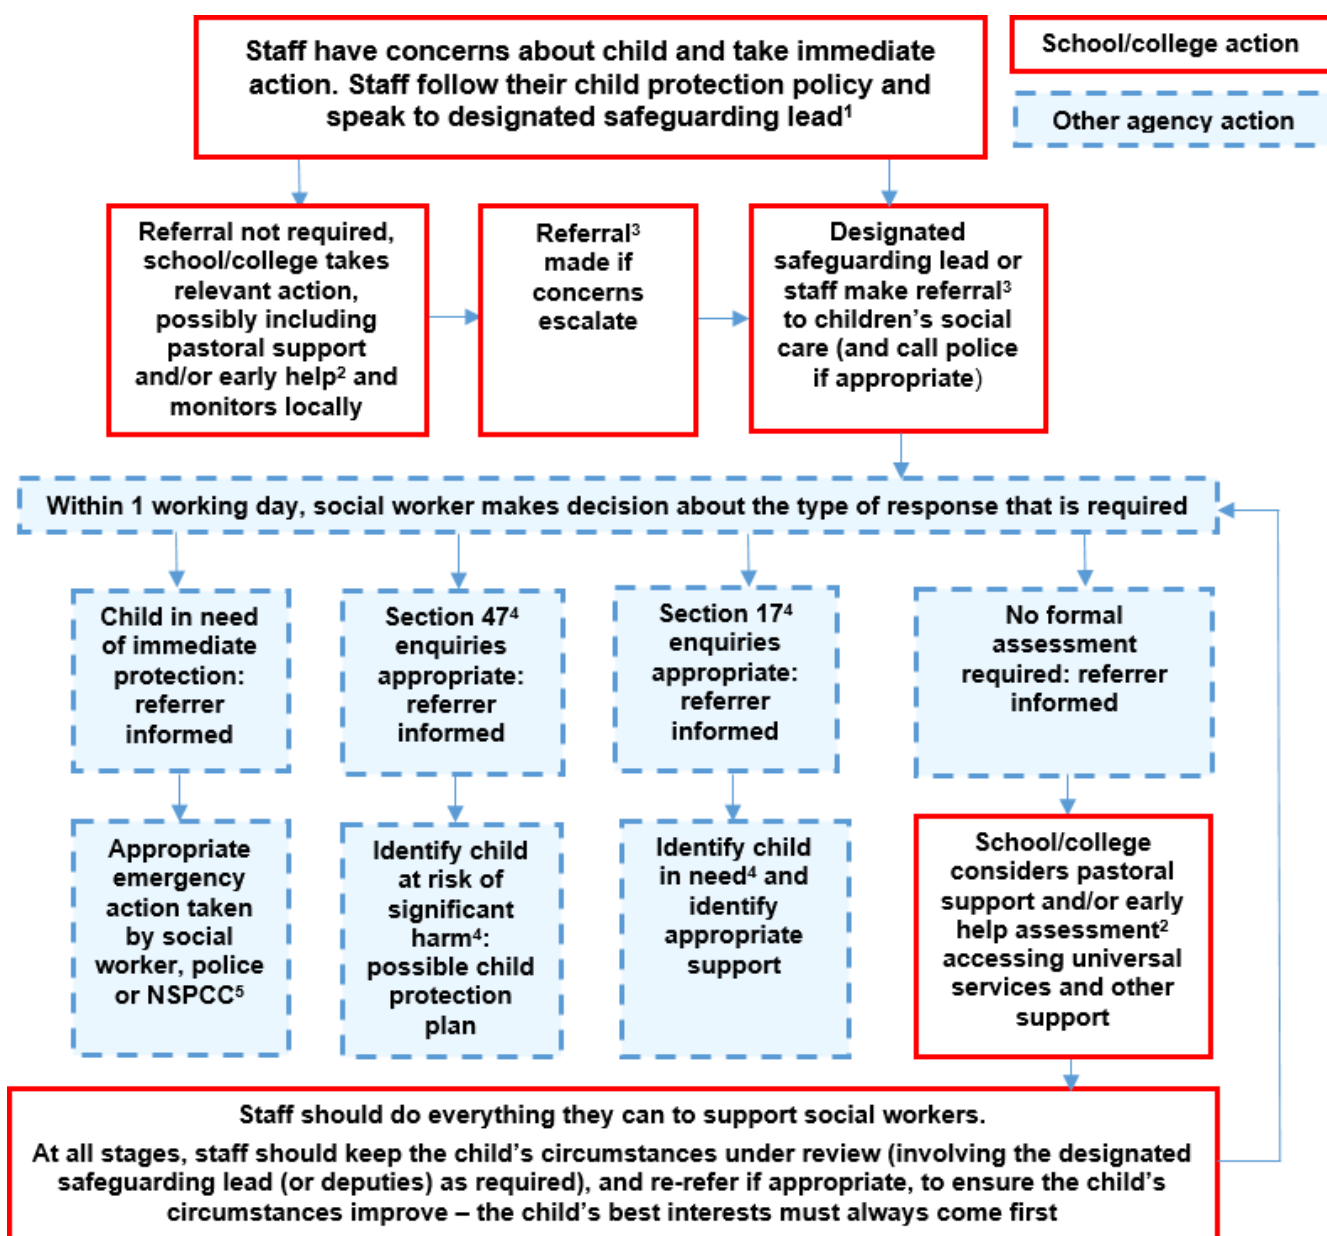 Staff have concerns about child and take immediate
action. Staff follow their child protection policy and
speak to designated safeguarding lead¹
School/college action
Other agency action
Referral not required,
school/college takes
relevant action,
possibly including
pastoral support
and/or early help² and
monitors locally
Referral³
made if
concerns
escalate
Designated
safeguarding lead or
staff make referral³
to children’s social
care (and call police
if appropriate)
Within 1 working day, social worker makes decision about the type of response that is required
Child in need
of immediate
protection:
referrer
informed
Section 47⁴
enquiries
appropriate:
referrer
informed
Section 17⁴
enquiries
appropriate:
referrer
informed
No formal
assessment
required: referrer
informed
Appropriate
emergency
action taken
by social
worker, police
or NSPCC⁵
Identify child
at risk of
significant
harm⁴:
possible child
protection
plan
Identify child
in need⁴ and
identify
appropriate
support
School/college
considers pastoral
support and/or early
help assessment²
accessing universal
services and other
support
Staff should do everything they can to support social workers.
At all stages, staff should keep the child’s circumstances under review (involving the designated
safeguarding lead (or deputies) as required), and re-refer if appropriate, to ensure the child’s
circumstances improve – the child’s best interests must always come first